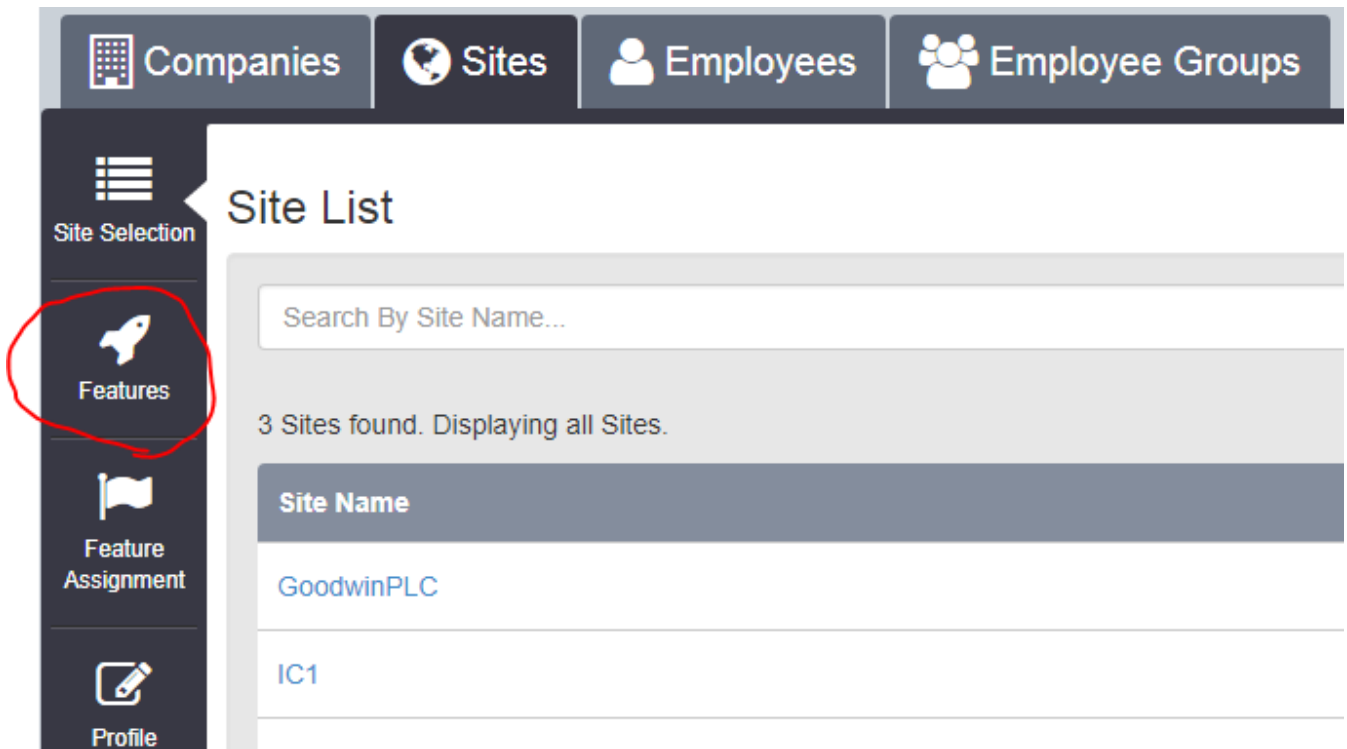 Companies
Sites
Employees
Employee Groups
Site Selection
Site List
Search By Site Name...
Features
3 Sites found. Displaying all Sites.
Site Name
Feature
Assignment
GoodwinPLC
IC1
Profile